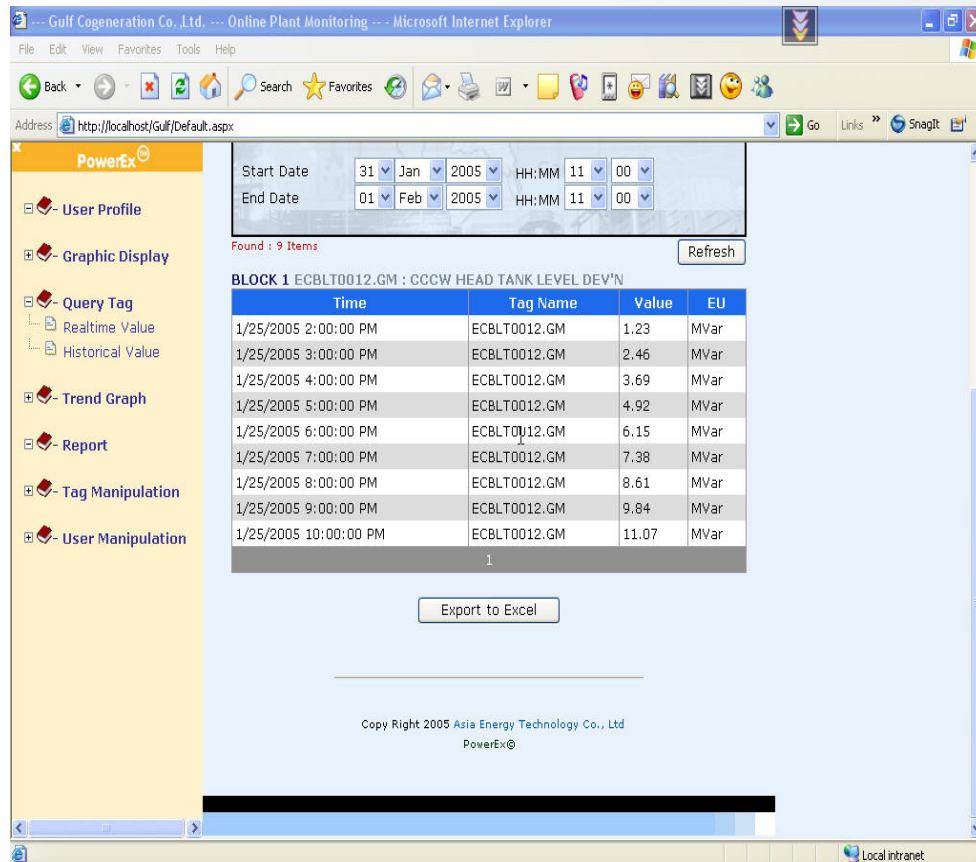 --- Gulf Cogeneration Co. ,Ltd. --- Online Plant Monitoring -- - Microsoft Internet Explorer
File Edit View Favorites Tools Help
Back Search Favorites
Address http://localhost/Gulf/Default.aspx Go Links » SnagIt
PowerEx
Start Date 31 Jan 2005 HH:MM 11 00
End Date 01 Feb 2005 HH:MM 11 00
- User Profile
Found : 9 Items
Refresh
- Graphic Display
BLOCK 1 ECBLT0012.GM : CCCW HEAD TANK LEVEL DEV'N
- Query Tag
Realtime Value
Historical Value
- Trend Graph
- Report
- Tag Manipulation
- User Manipulation
Time Tag Name Value EU
1/25/2005 2:00:00 PM ECBLT0012.GM 1.23 MVar
1/25/2005 3:00:00 PM ECBLT0012.GM 2.46 MVar
1/25/2005 4:00:00 PM ECBLT0012.GM 3.69 MVar
1/25/2005 5:00:00 PM ECBLT0012.GM 4.92 MVar
1/25/2005 6:00:00 PM ECBLT0012.GM 6.15 MVar
1/25/2005 7:00:00 PM ECBLT0012.GM 7.38 MVar
1/25/2005 8:00:00 PM ECBLT0012.GM 8.61 MVar
1/25/2005 9:00:00 PM ECBLT0012.GM 9.84 MVar
1/25/2005 10:00:00 PM ECBLT0012.GM 11.07 MVar
1
Export to Excel
Copy Right 2005 Asia Energy Technology Co., Ltd
PowerEx©
Local intranet